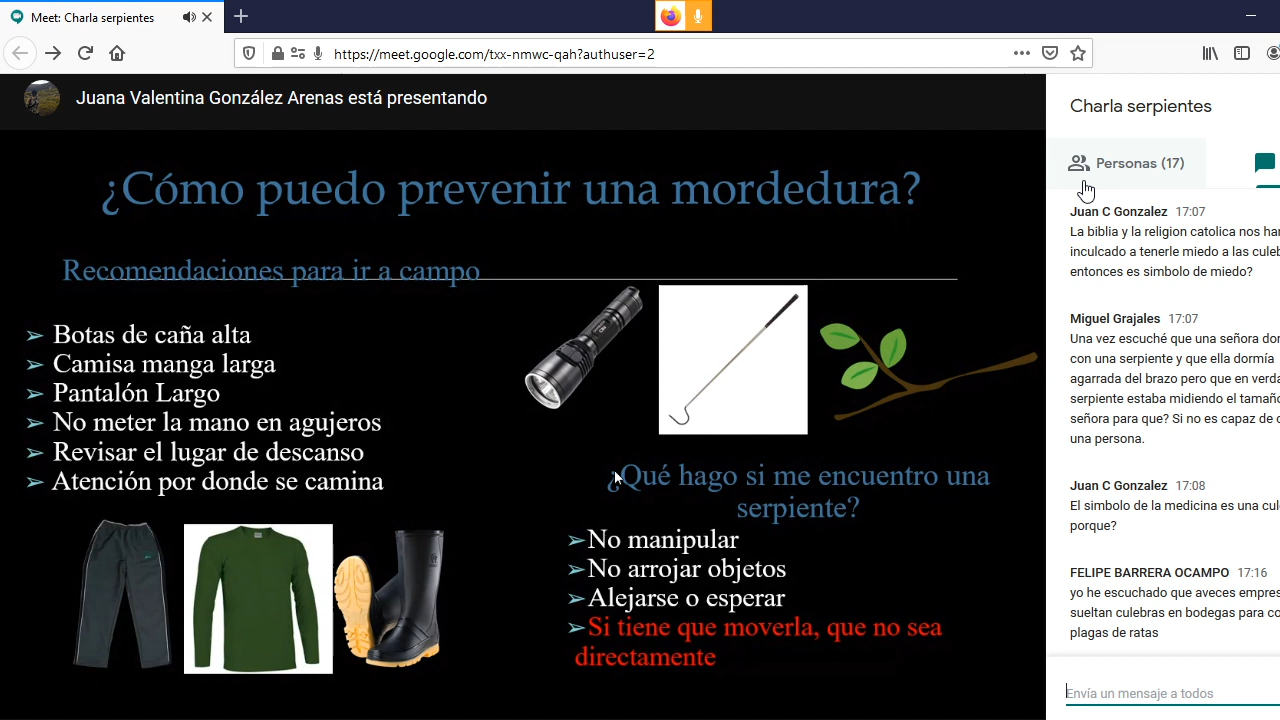 Meet: Charla serpientes
https://meet.google.com/txx-nmwc-qah?authuser=2
Juana Valentina González Arenas está presentando
¿Cómo puedo prevenir una mordedura?
Recomendaciones para ir a campo
➢ Botas de caña alta
➢ Camisa manga larga
➢ Pantalón Largo
➢ No meter la mano en agujeros
➢ Revisar el lugar de descanso
➢ Atención por donde se camina
¿Qué hago si me encuentro una
serpiente?
➢No manipular
➢No arrojar objetos
➢Alejarse o esperar
➢Si tiene que moverla, que no sea
directamente
Charla serpientes
Personas (17)
Juan C Gonzalez 17:07
La biblia y la religion catolica nos han
inculcado a tenerle miedo a las culeb
entonces es simbolo de miedo?
Miguel Grajales 17:07
Una vez escuché que una señora dor
con una serpiente y que ella dormía
agarrada del brazo pero que en verda
serpiente estaba midiendo el tamaño
señora para que? Si no es capaz de c
una persona.
Juan C Gonzalez 17:08
El simbolo de la medicina es una cul
porque?
FELIPE BARRERA OCAMPO 17:16
yo he escuchado que aveces empres
sueltan culebras en bodegas para co
plagas de ratas
Envía un mensaje a todos